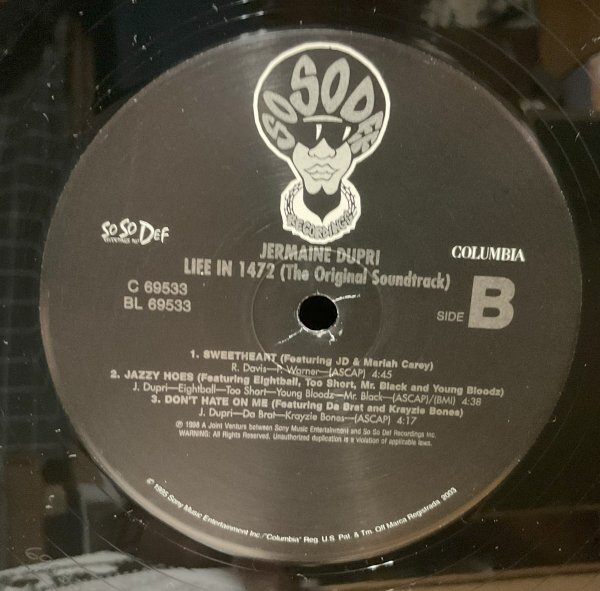 SO SO DEF
RECORDINGS
SO SO DEF
RECORDINGS INC
COLUMBIA
JERMAINE DUPRI
LIFE IN 1472 (The Original Soundtrack)
C 69533
BL 69533
SIDE B
1. SWEETHEART (Featuring JD & Mariah Carey)
R. Davis—P. Warner—(ASCAP) 4:45
2. JAZZY HOES (Featuring Eightball, Too Short, Mr. Black and Young Bloodz)
J. Dupri—Eightball—Too Short—Young Bloodz—Mr. Black—(ASCAP)/(BMI) 4:38
3. DON'T HATE ON ME (Featuring Da Brat and Krayzie Bones)
J. Dupri—Da Brat—Krayzie Bones—(ASCAP) 4:17
℗ 1998 A Joint Venture between Sony Music Entertainment and So So Def Recordings Inc.
WARNING: All Rights Reserved. Unauthorized duplication is a violation of applicable laws.
© 1995 Sony Music Entertainment Inc./"Columbia" Reg. U.S. Pat. & Tm. Off Marca Registrada 2003